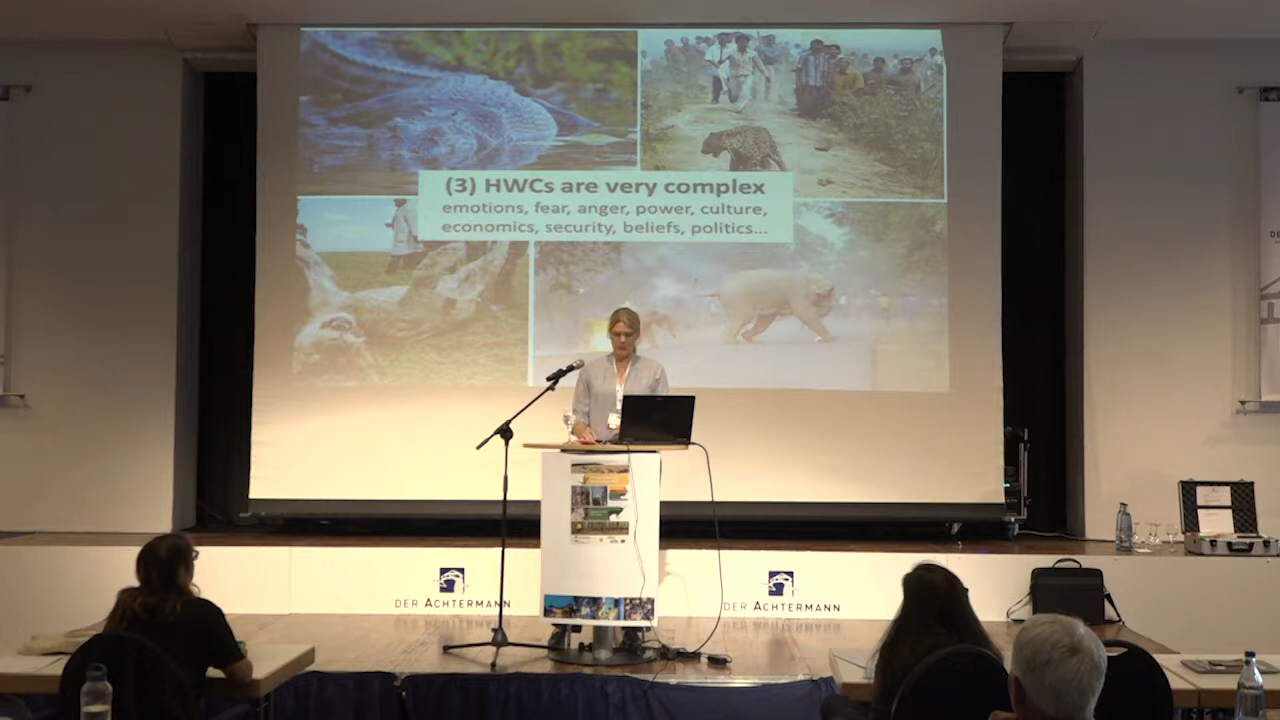 (3) HWCs are very complex
emotions, fear, anger, power, culture,
economics, security, beliefs, politics...
DER ACHTERMANN
DER ACHTERMANN